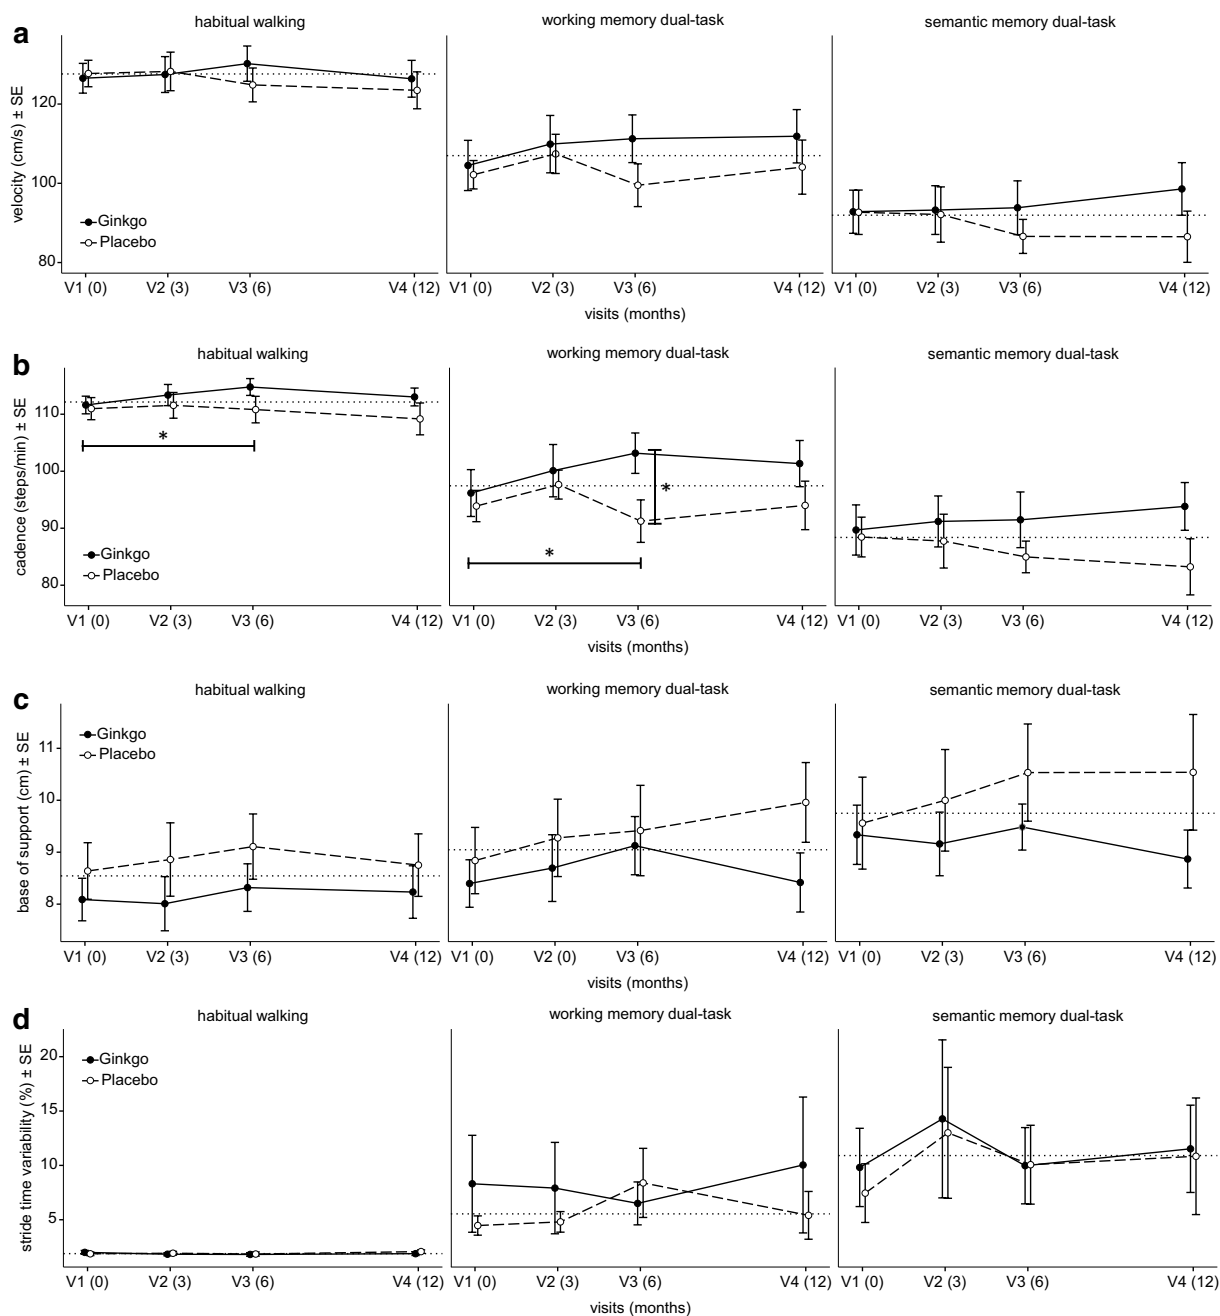 a
habitual walking
working memory dual-task
semantic memory dual-task
velocity (cm/s) ± SE
120
100
80
Ginkgo
Placebo
V1 (0) V2 (3) V3 (6) V4 (12)
V1 (0) V2 (3) V3 (6) V4 (12)
V1 (0) V2 (3) V3 (6) V4 (12)
visits (months)
b
habitual walking
working memory dual-task
semantic memory dual-task
cadence (steps/min) ± SE
110
100
90
80
*
*
*
Ginkgo
Placebo
V1 (0) V2 (3) V3 (6) V4 (12)
V1 (0) V2 (3) V3 (6) V4 (12)
V1 (0) V2 (3) V3 (6) V4 (12)
visits (months)
c
habitual walking
working memory dual-task
semantic memory dual-task
base of support (cm) ± SE
11
10
9
8
Ginkgo
Placebo
V1 (0) V2 (3) V3 (6) V4 (12)
V1 (0) V2 (0) V3 (6) V4 (12)
V1 (0) V2 (3) V3 (6) V4 (12)
visits (months)
d
habitual walking
working memory dual-task
semantic memory dual-task
stride time variability (%) ± SE
20
15
10
5
Ginkgo
Placebo
V1 (0) V2 (3) V3 (6) V4 (12)
V1 (0) V2 (3) V3 (6) V4 (12)
V1 (0) V2 (3) V3 (6) V4 (12)
visits (months)